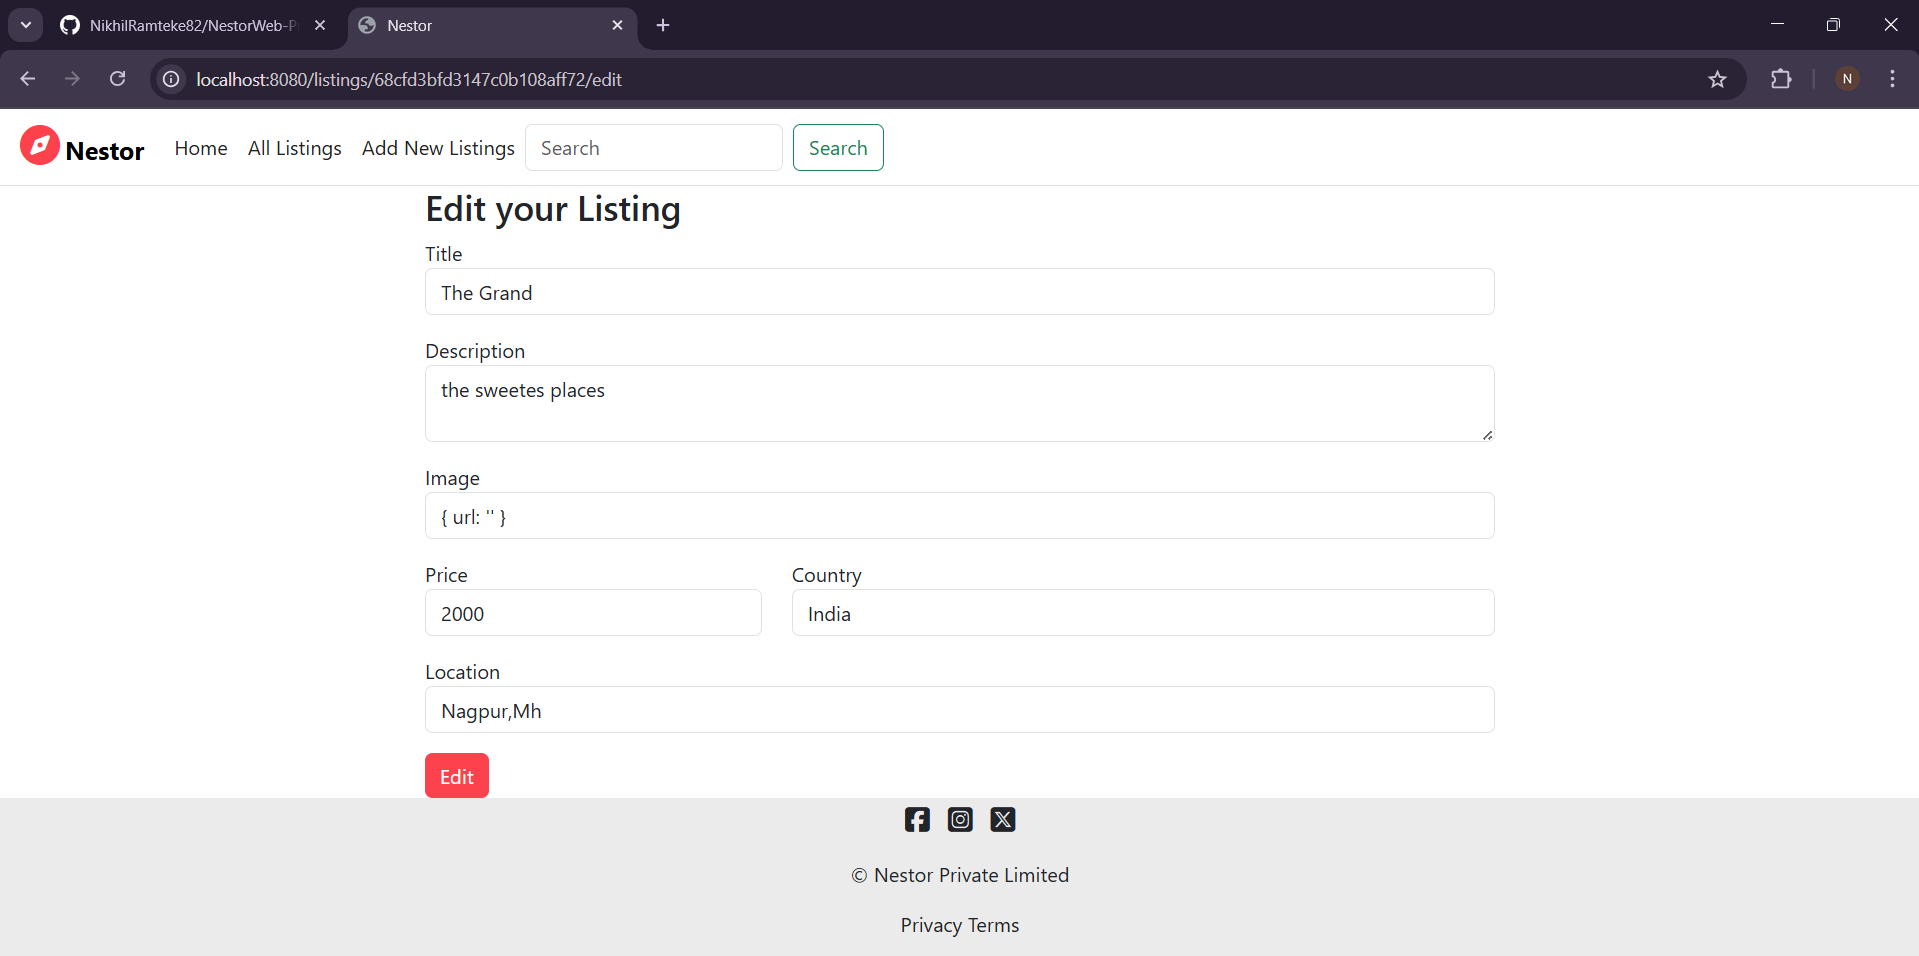 NikhilRamteke82/NestorWeb-P
Nestor
localhost:8080/listings/68cfd3bfd3147c0b108aff72/edit
N
Nestor
Home
All Listings
Add New Listings
Search
Search
Edit your Listing
Title
The Grand
Description
the sweetes places
Image
{ url: '' }
Price
Country
2000
India
Location
Nagpur,Mh
Edit
© Nestor Private Limited
Privacy Terms